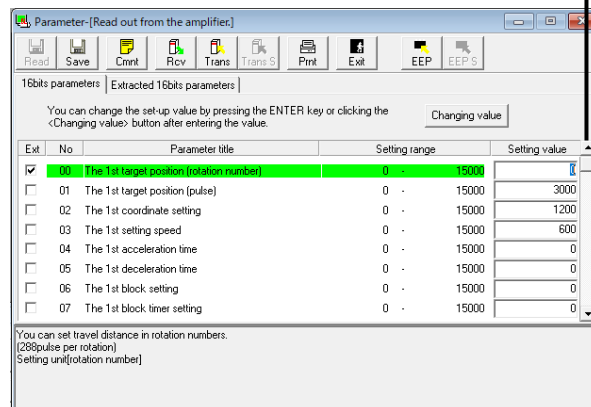 Parameter-[Read out from the amplifier.]
Read Save Cmnt Rcv Trans Trans S Prnt Exit EEP EEP S
16bits parameters Extracted 16bits parameters
You can change the set-up value by pressing the ENTER key or clicking the
<Changing value> button after entering the value.
Changing value
Ext No Parameter title Setting range Setting value
00 The 1st target position (rotation number) 0 - 15000 0
01 The 1st target position (pulse) 0 - 15000 3000
02 The 1st coordinate setting 0 - 15000 1200
03 The 1st setting speed 0 - 15000 600
04 The 1st acceleration time 0 - 15000 0
05 The 1st deceleration time 0 - 15000 0
06 The 1st block setting 0 - 15000 0
07 The 1st block timer setting 0 - 15000 0
You can set travel distance in rotation numbers.
(288pulse per rotation)
Setting unit[rotation number]